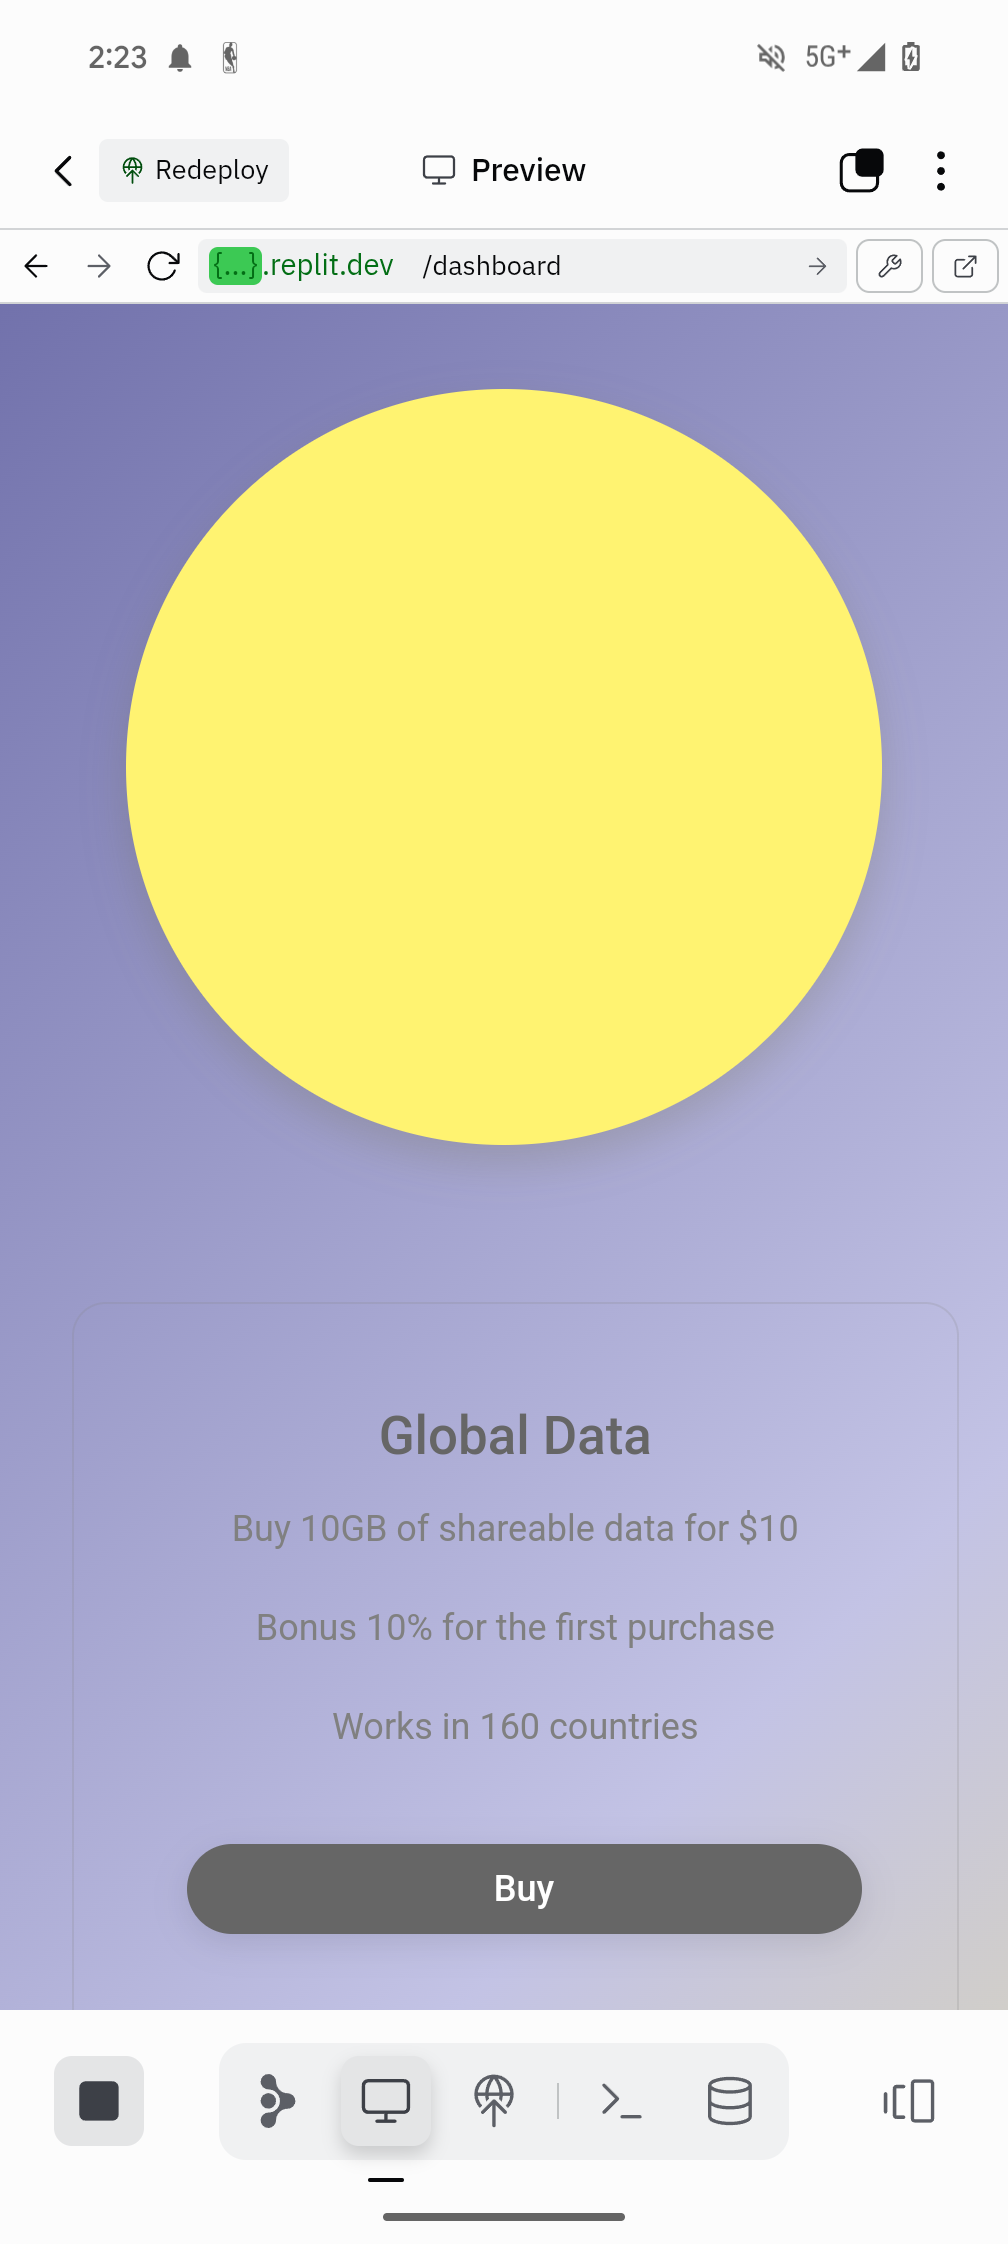 2:23 5G+
Redeploy Preview
{...}.replit.dev /dashboard
Global Data
Buy 10GB of shareable data for $10
Bonus 10% for the first purchase
Works in 160 countries
Buy